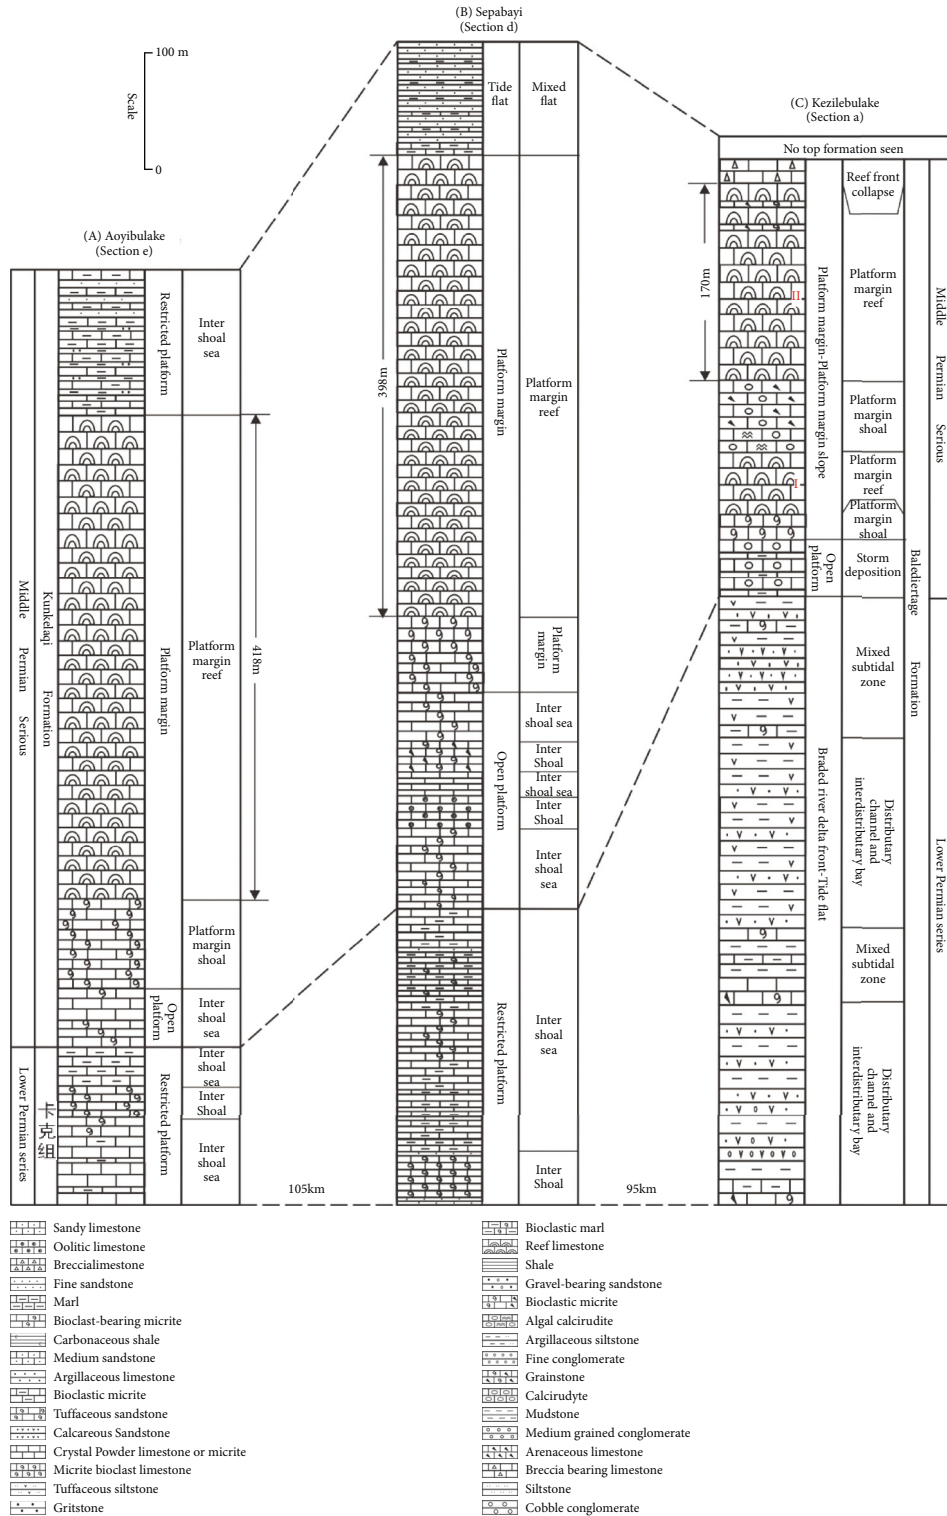 (B) Sepabayi
(Section d)
100 m
Scale
0
Tide
flat
Mixed
flat
(C) Kezilebulake
(Section a)
No top formation seen
(A) Aoyibulake
(Section e)
Middle Permian Serious
Lower Permian series
Kunkelaqi Formation
卡克组
Restricted platform
Platform margin
Open
platform
Restricted platform
Inter
shoal
sea
Platform
margin
reef
Platform
margin
shoal
Inter
shoal
sea
Inter
shoal
sea
Inter
Shoal
Inter
shoal
sea
418m
398m
Platform margin
Open platform
Restricted platform
Platform
margin
reef
Platform
margin
Inter
shoal sea
Inter
Shoal
Inter
shoal sea
Inter
Shoal
Inter
shoal
sea
Inter
shoal
sea
Inter
Shoal
170m
II
I
Platform margin-Platform margin slope
Open
platform
Braded river delta front-Tide flat
Reef front
collapse
Platform
margin
reef
Platform
margin
shoal
Platform
margin
reef
Platform
margin
shoal
Storm
deposition
Mixed
subtidal
zone
Distributary
channel and
interdistributary bay
Mixed
subtidal
zone
Distributary
channel and
interdistributary bay
Balediertage Formation
Middle Permian Serious
Lower Permian series
105km
95km
Sandy limestone
Oolitic limestone
Breccialimestone
Fine sandstone
Marl
Bioclast-bearing micrite
Carbonaceous shale
Medium sandstone
Argillaceous limestone
Bioclastic micrite
Tuffaceous sandstone
Calcareous Sandstone
Crystal Powder limestone or micrite
Micrite bioclast limestone
Tuffaceous siltstone
Gritstone
Bioclastic marl
Reef limestone
Shale
Gravel-bearing sandstone
Bioclastic micrite
Algal calcirudite
Argillaceous siltstone
Fine conglomerate
Grainstone
Calcirudyte
Mudstone
Medium grained conglomerate
Arenaceous limestone
Breccia bearing limestone
Siltstone
Cobble conglomerate